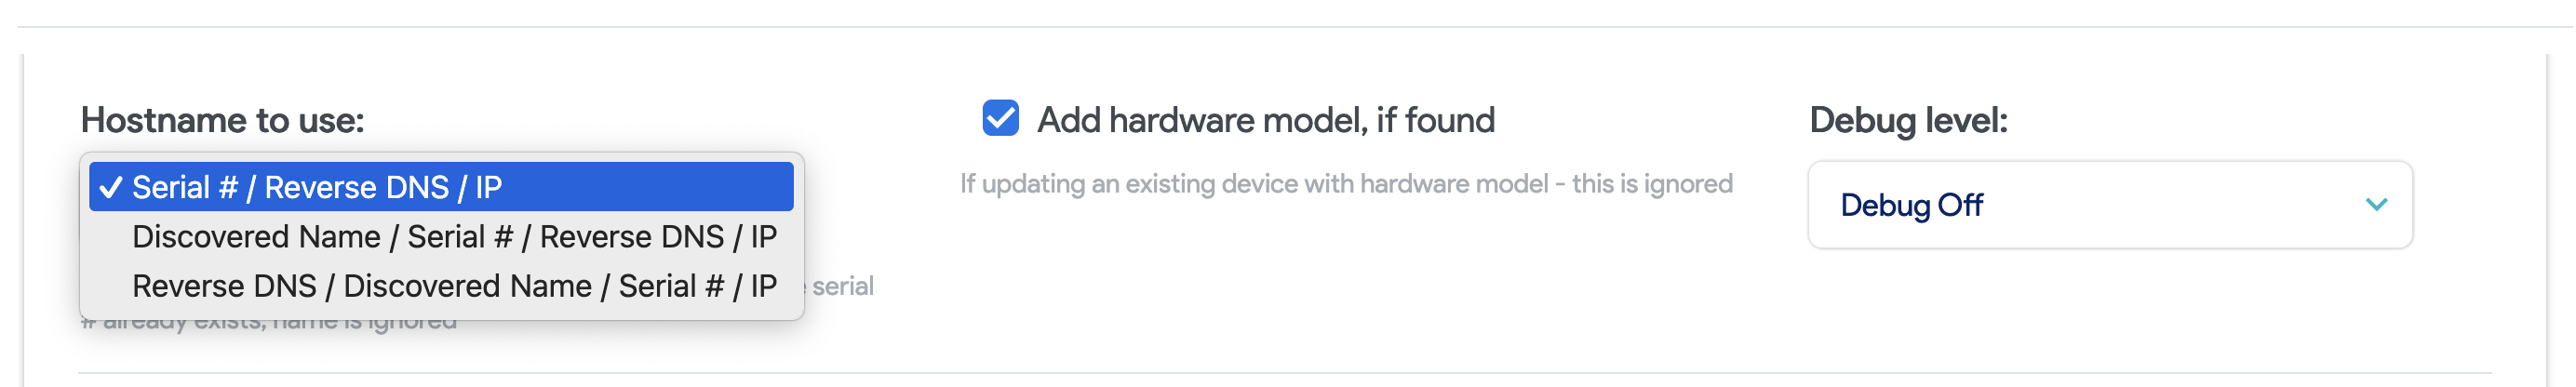 Hostname to use:
Serial # / Reverse DNS / IP
Discovered Name / Serial # / Reverse DNS / IP
Reverse DNS / Discovered Name / Serial # / IP
serial
# already exists, name is ignored
Add hardware model, if found
If updating an existing device with hardware model - this is ignored
Debug level:
Debug Off